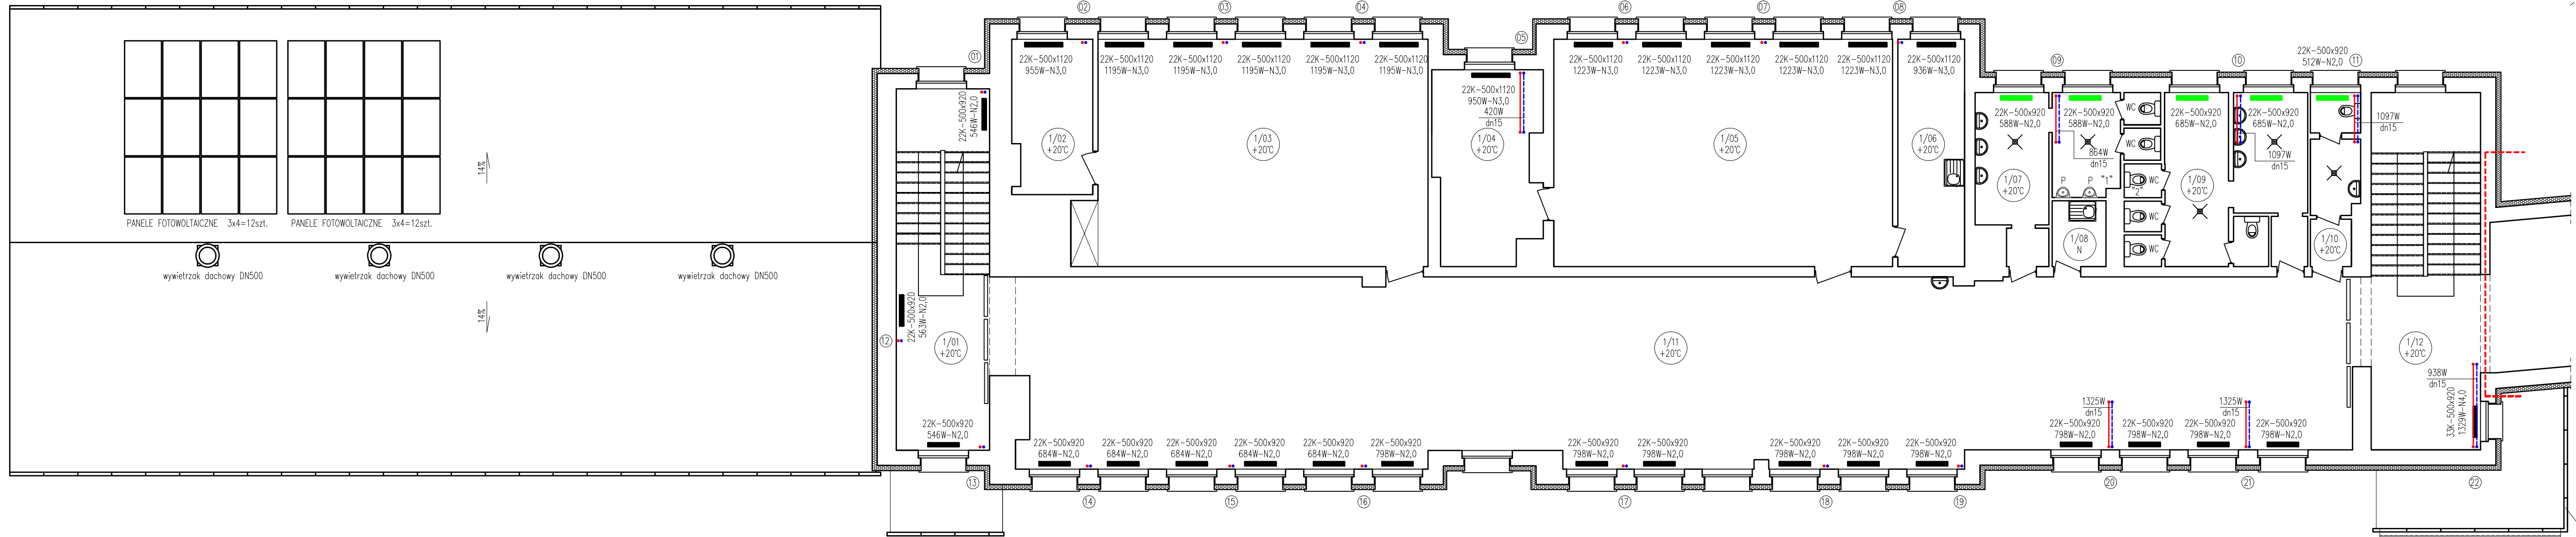 02
03
04
06
07
08
01
05
09
10
11
22K-500x920
512W-N2,0
22K-500x920
546W-N2,0
22K-500x1120
955W-N3,0
22K-500x1120
1195W-N3,0
22K-500x1120
1195W-N3,0
22K-500x1120
1195W-N3,0
22K-500x1120
1195W-N3,0
22K-500x1120
1195W-N3,0
22K-500x1120
950W-N3,0
420W
dn15
22K-500x1120
1223W-N3,0
22K-500x1120
1223W-N3,0
22K-500x1120
1223W-N3,0
22K-500x1120
1223W-N3,0
22K-500x1120
1223W-N3,0
22K-500x1120
936W-N3,0
22K-500x920
588W-N2,0
22K-500x920
588W-N2,0
864W
dn15
WC
WC
WC
WC
WC
22K-500x920
685W-N2,0
22K-500x920
685W-N2,0
1097W
dn15
1097W
dn15
1/02
+20°C
1/03
+20°C
1/04
+20°C
1/05
+20°C
1/06
+20°C
1/07
+20°C
P
P
"1"
"2"
1/08
N
1/09
+20°C
1/10
+20°C
14%
14%
PANELE FOTOWOLTAICZNE 3x4=12szt.
PANELE FOTOWOLTAICZNE 3x4=12szt.
wywietrzak dachowy DN500
wywietrzak dachowy DN500
wywietrzak dachowy DN500
wywietrzak dachowy DN500
22K-500x920
563W-N2,0
12
1/01
+20°C
1/11
+20°C
1/12
+20°C
938W
dn15
33K-500x920
1329W-N4,0
22K-500x920
546W-N2,0
22K-500x920
684W-N2,0
22K-500x920
684W-N2,0
22K-500x920
684W-N2,0
22K-500x920
684W-N2,0
22K-500x920
684W-N2,0
22K-500x920
798W-N2,0
22K-500x920
798W-N2,0
22K-500x920
798W-N2,0
22K-500x920
798W-N2,0
22K-500x920
798W-N2,0
22K-500x920
798W-N2,0
1325W
dn15
22K-500x920
798W-N2,0
22K-500x920
798W-N2,0
1325W
dn15
22K-500x920
798W-N2,0
22K-500x920
798W-N2,0
13
14
15
16
17
18
19
20
21
22